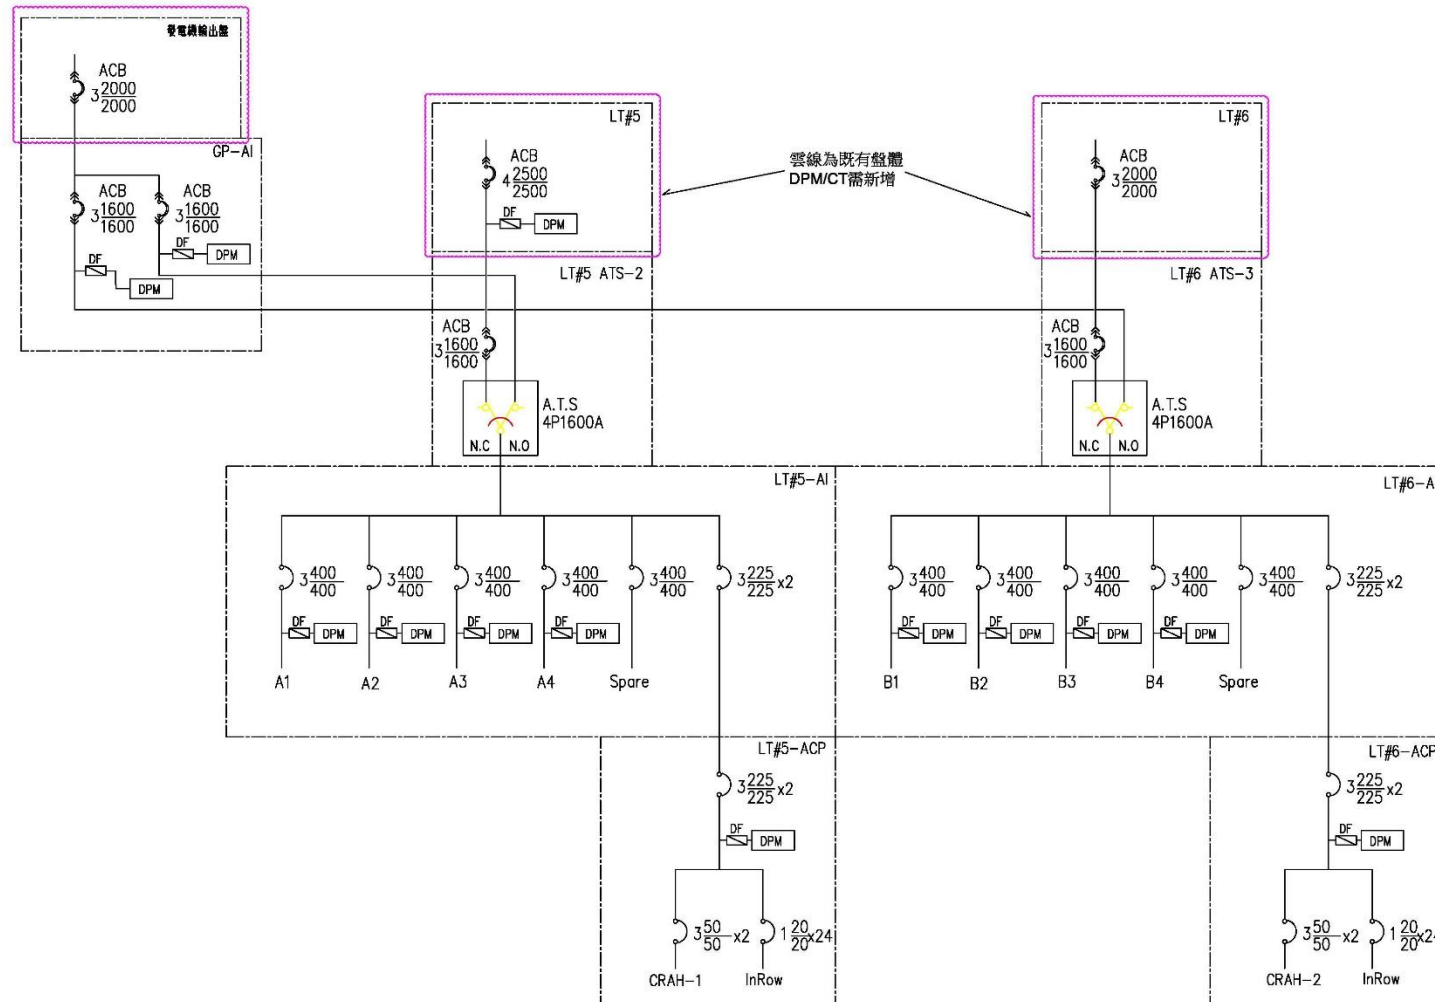 發電機輸出盤
ACB
3 2000
2000
GP-AI
ACB
3 1600
1600
ACB
3 1600
1600
DF
DPM
DF
DPM
LT#5
ACB
4 2500
2500
DF
DPM
雲線為既有盤體
DPM/CT需新增
LT#6
ACB
3 2000
2000
LT#5 ATS-2
ACB
3 1600
1600
A.T.S
4P1600A
N.C N.O
LT#6 ATS-3
ACB
3 1600
1600
A.T.S
4P1600A
N.C N.O
LT#5-AI
3 400
400
3 400
400
3 400
400
3 400
400
3 400
400
3 225 x2
225
DF
DPM
DF
DPM
DF
DPM
DF
DPM
A1
A2
A3
A4
Spare
LT#6-A
3 400
400
3 400
400
3 400
400
3 400
400
3 400
400
3 225 x2
225
DF
DPM
DF
DPM
DF
DPM
DF
DPM
B1
B2
B3
B4
Spare
LT#5-ACP
3 225 x2
225
DF
DPM
3 50 x2
50
1 20 x24
20
CRAH-1
InRow
LT#6-ACP
3 225 x2
225
DF
DPM
3 50 x2
50
1 20 x24
20
CRAH-2
InRow